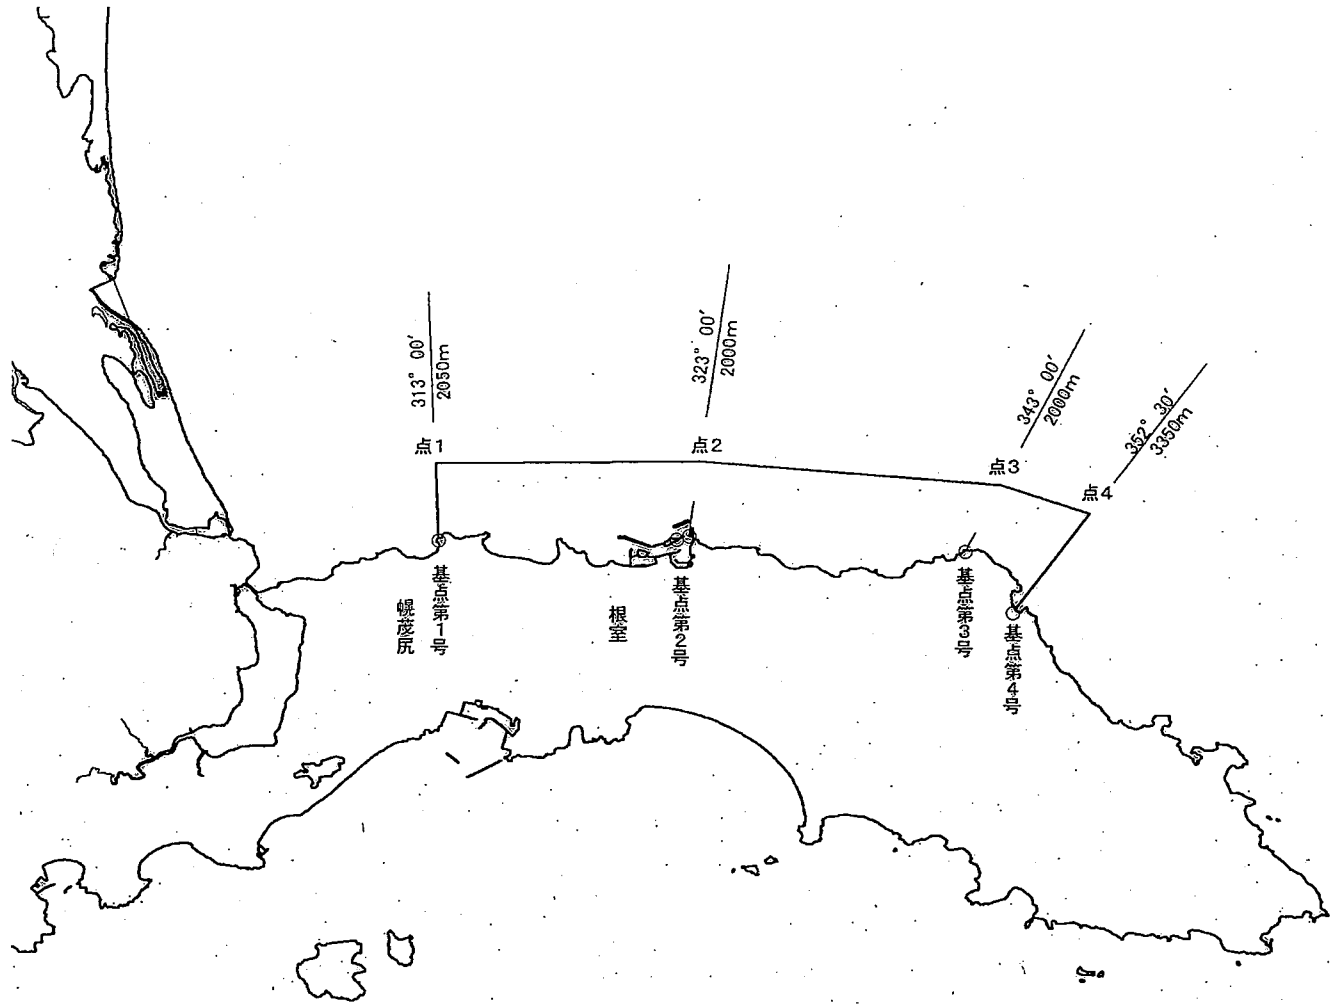 313° 00′
2050m
323° 00′
2000m
343° 00′
2000m
352° 30′
3350m
点1
点2
点3
点4
基点第1号
幌茂尻
根室
基点第2号
基点第3号
基点第4号